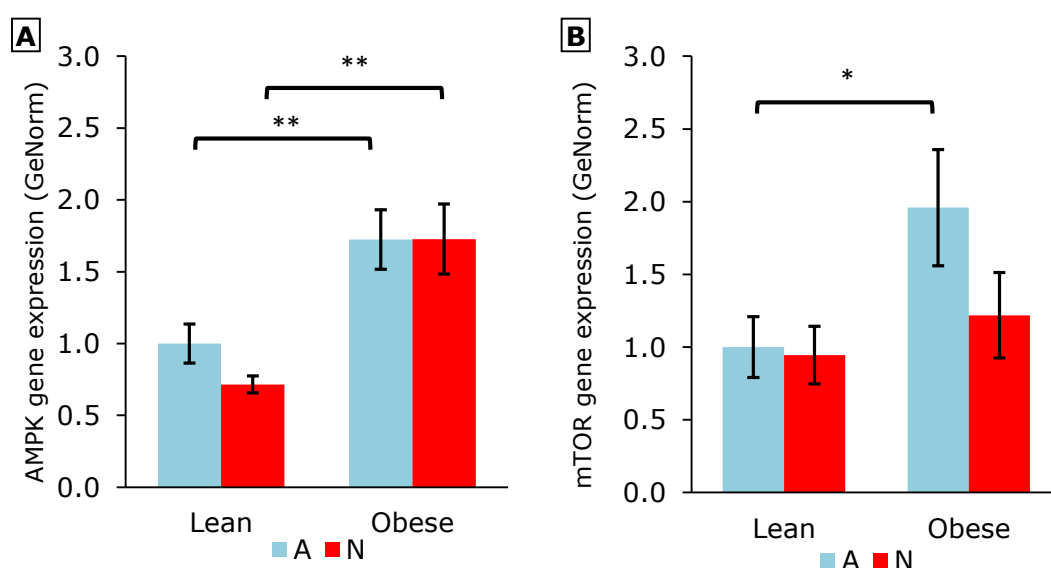 A
AMPK gene expression (GeNorm)
3.0
2.5
2.0
1.5
1.0
0.5
0.0
**
**
Lean Obese
A N
B
mTOR gene expression (GeNorm)
3.0
2.5
2.0
1.5
1.0
0.5
0.0
*
Lean Obese
A N